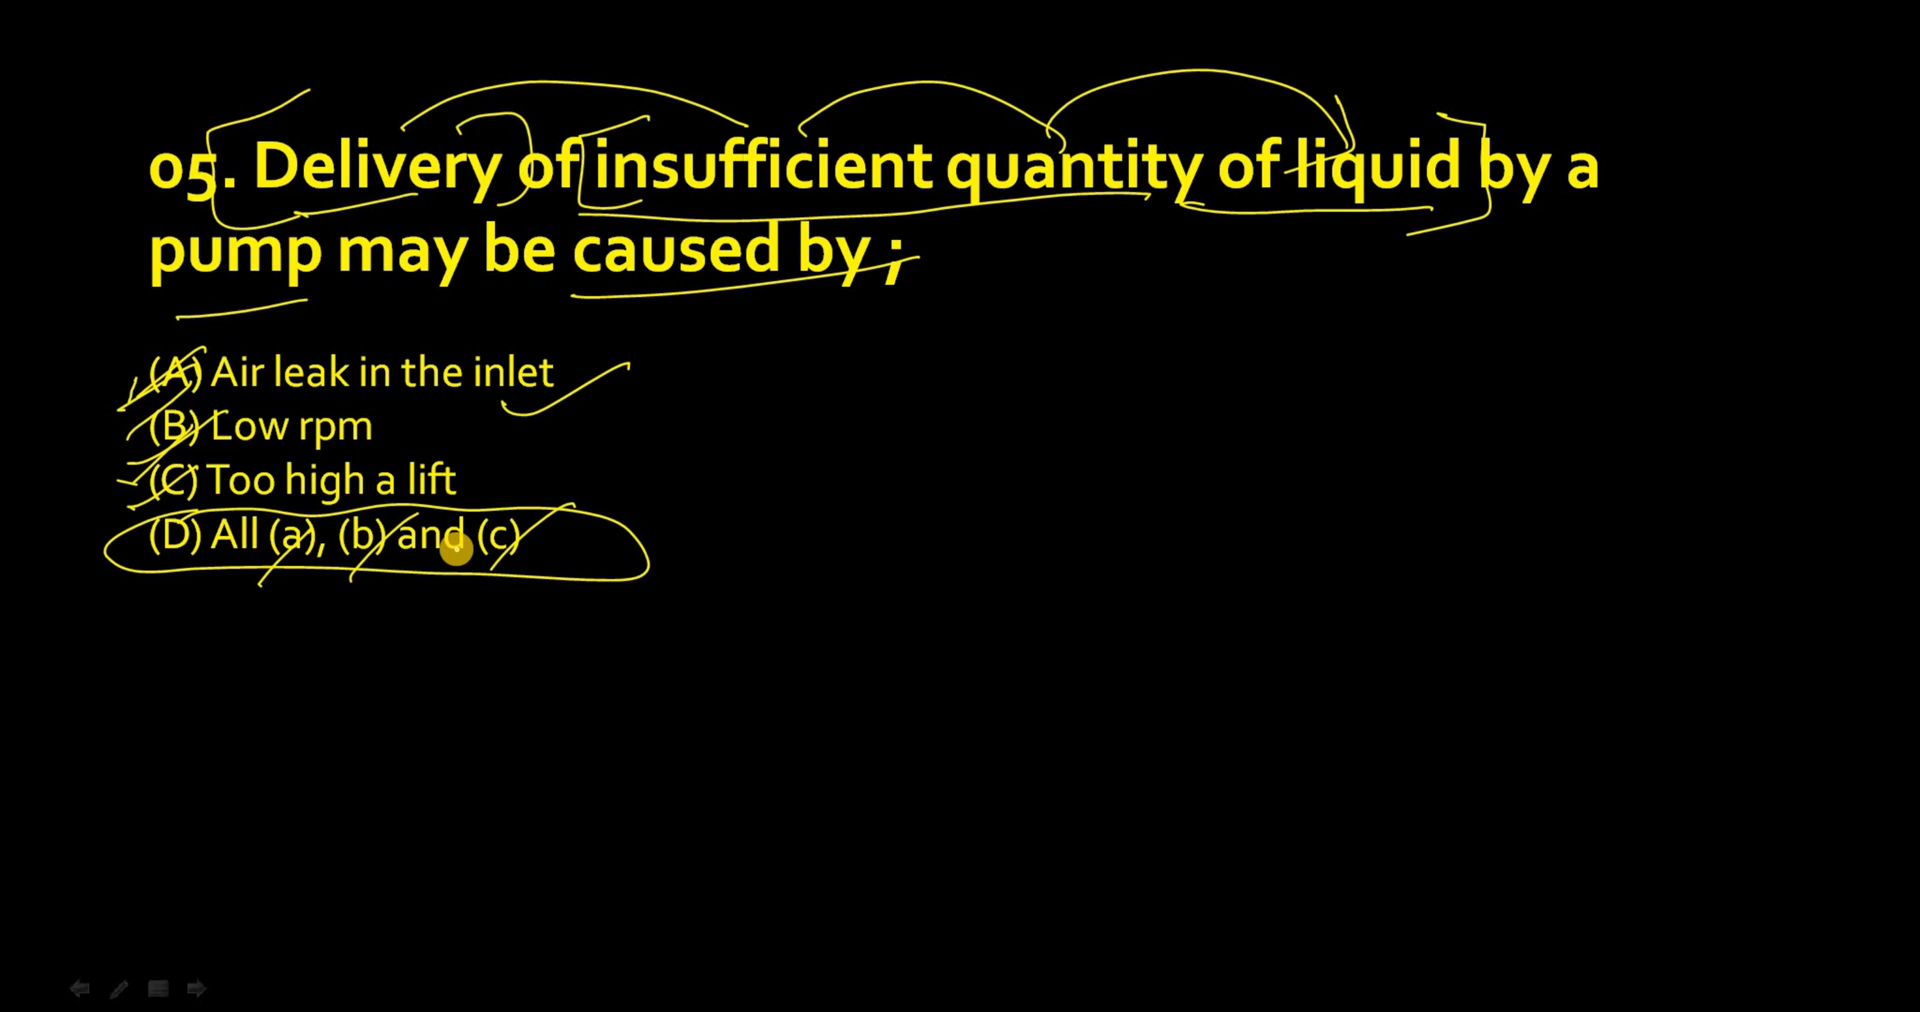 05. Delivery of insufficient quantity of liquid by a
pump may be caused by ;
(A) Air leak in the inlet
(B) Low rpm
(C) Too high a lift
(D) All (a), (b) and (c)